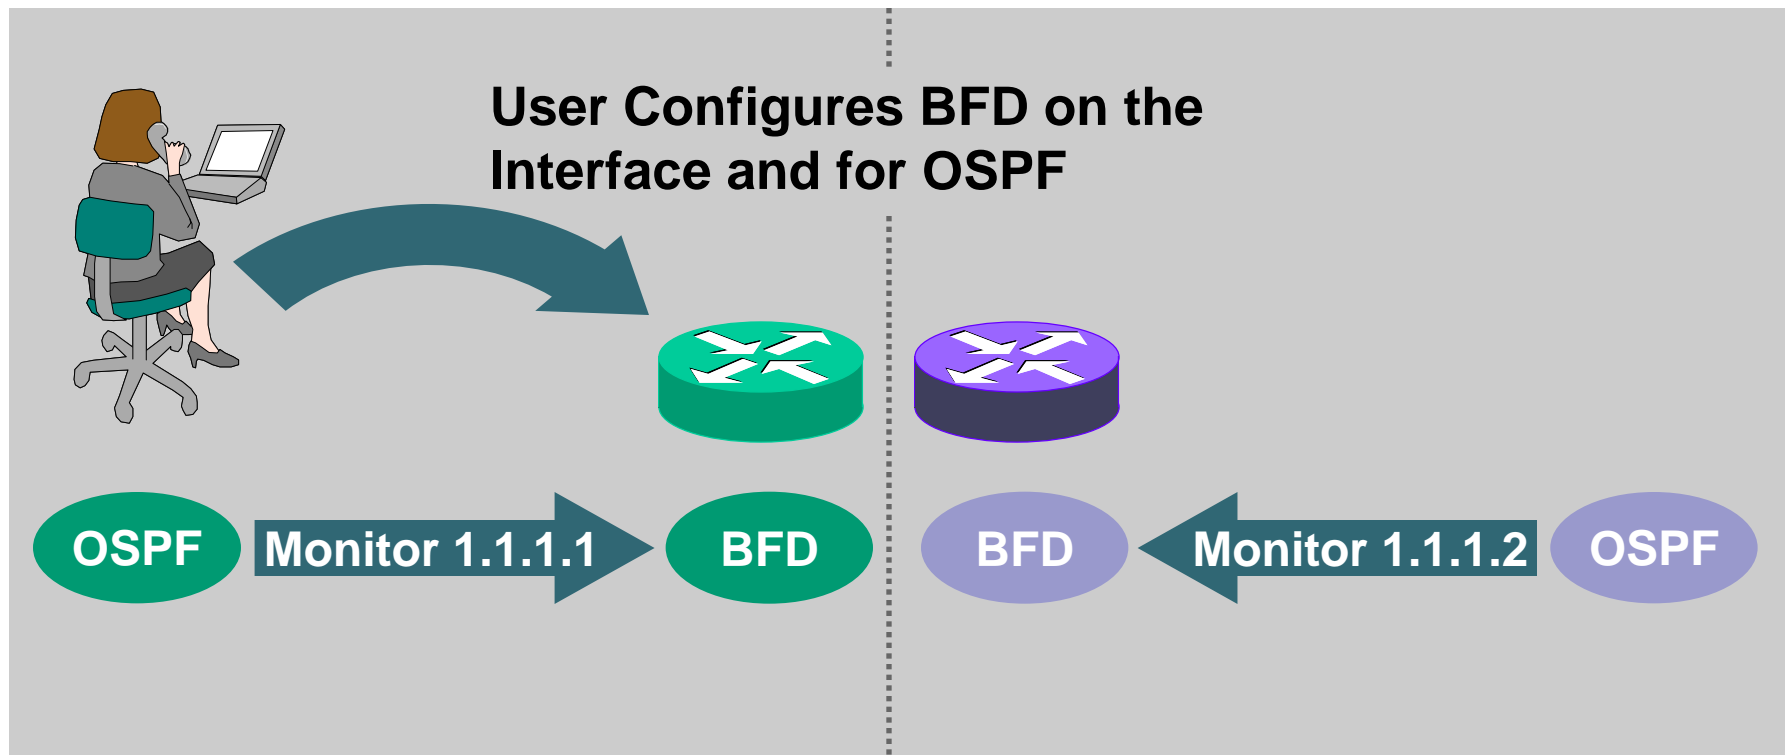 User Configures BFD on the
Interface and for OSPF
OSPF
Monitor 1.1.1.1
BFD
BFD
Monitor 1.1.1.2
OSPF